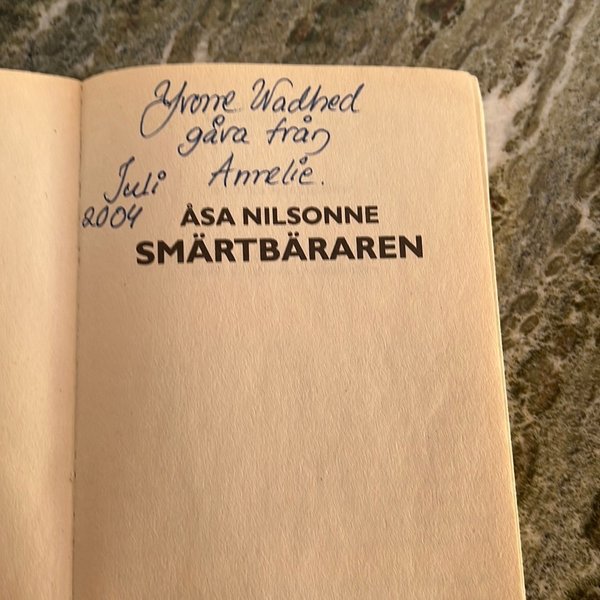 Yvonne Wadhed
gåva från
Annelie.
Juli
2004
ÅSA NILSONNE
SMÄRTBÄRAREN